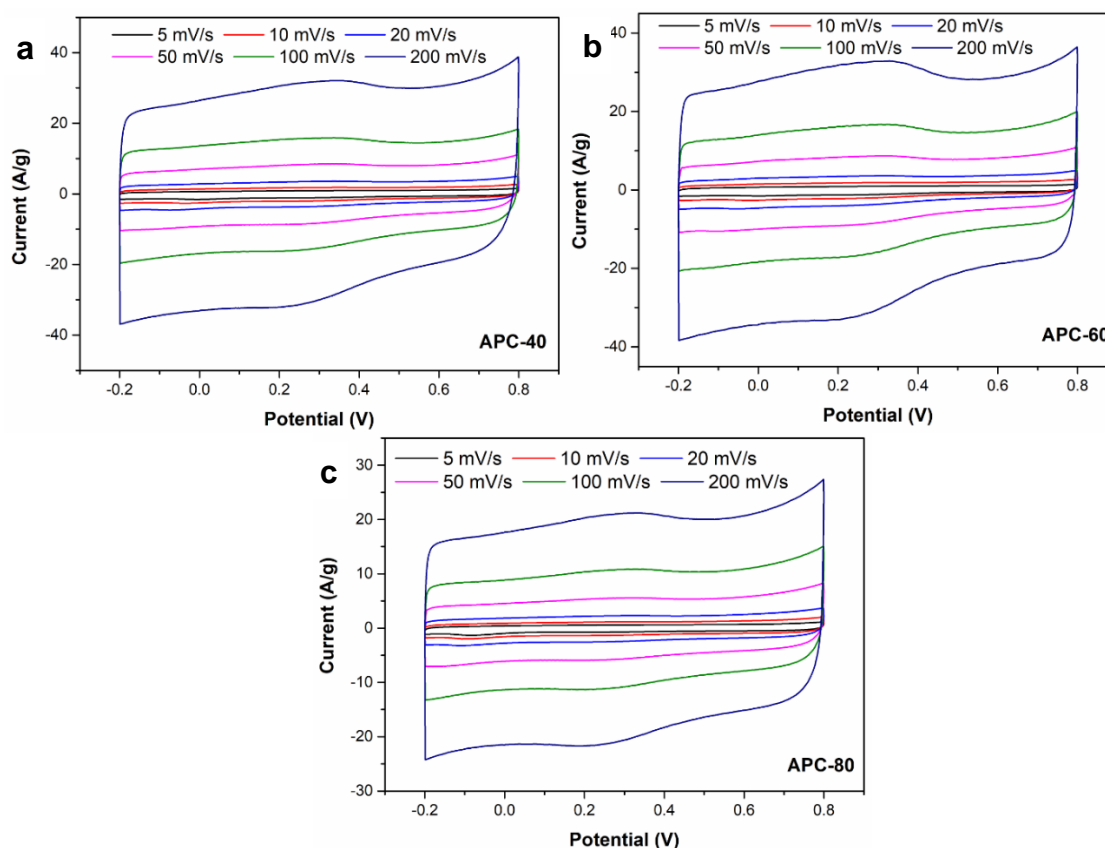 a
5 mV/s 10 mV/s 20 mV/s
50 mV/s 100 mV/s 200 mV/s
40
20
0
-20
-40
Current (A/g)
APC-40
-0.2 0.0 0.2 0.4 0.6 0.8
Potential (V)
b
5 mV/s 10 mV/s 20 mV/s
50 mV/s 100 mV/s 200 mV/s
40
20
0
-20
-40
Current (A/g)
APC-60
-0.2 0.0 0.2 0.4 0.6 0.8
Potential (V)
c
5 mV/s 10 mV/s 20 mV/s
50 mV/s 100 mV/s 200 mV/s
30
20
10
0
-10
-20
-30
Current (A/g)
APC-80
-0.2 0.0 0.2 0.4 0.6 0.8
Potential (V)